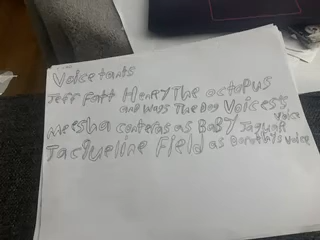 Voice tants
Jeff Fatt Henry The octopus
and Wags The Dog Voices's
voice
meesha conteras as BaBy Jaguar
Jacqueline Field as Dorothy's voice